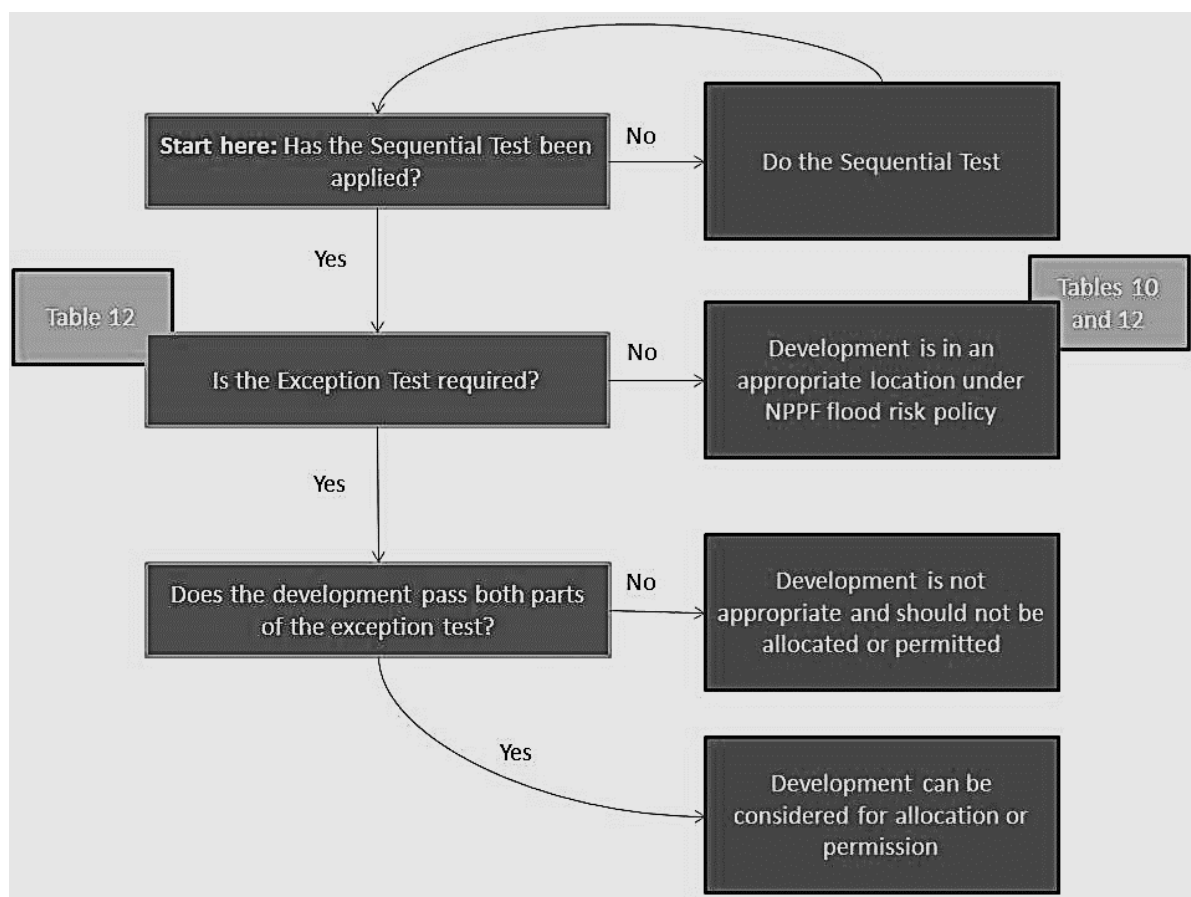 Start here: Has the Sequential Test been
applied?
No
Do the Sequential Test
Yes
Table 12
Tables 10
and 12
Is the Exception Test required?
No
Development is in an
appropriate location under
NPPF flood risk policy
Yes
Does the development pass both parts
of the exception test?
No
Development is not
appropriate and should not be
allocated or permitted
Yes
Development can be
considered for allocation or
permission